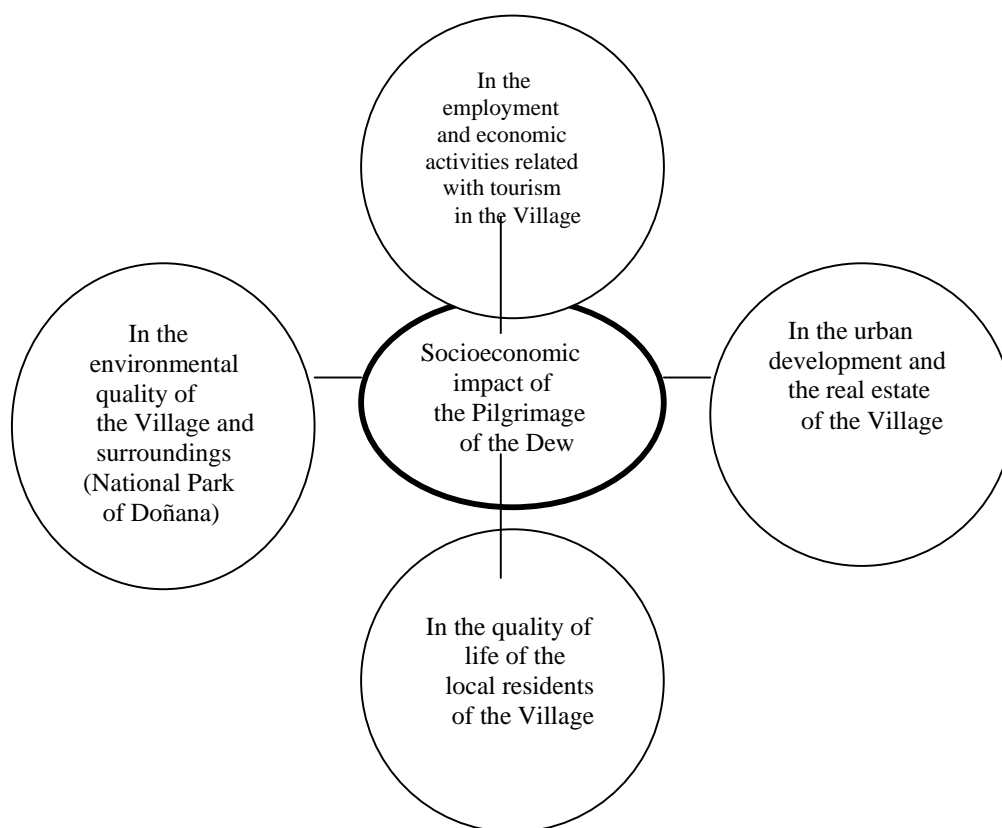 In the
employment
and economic
activities related
with tourism
in the Village
In the
environmental
quality of
the Village and
surroundings
(National Park
of Doñana)
Socioeconomic
impact of
the Pilgrimage
of the Dew
In the urban
development and
the real estate
of the Village
In the quality of
life of the
local residents
of the Village